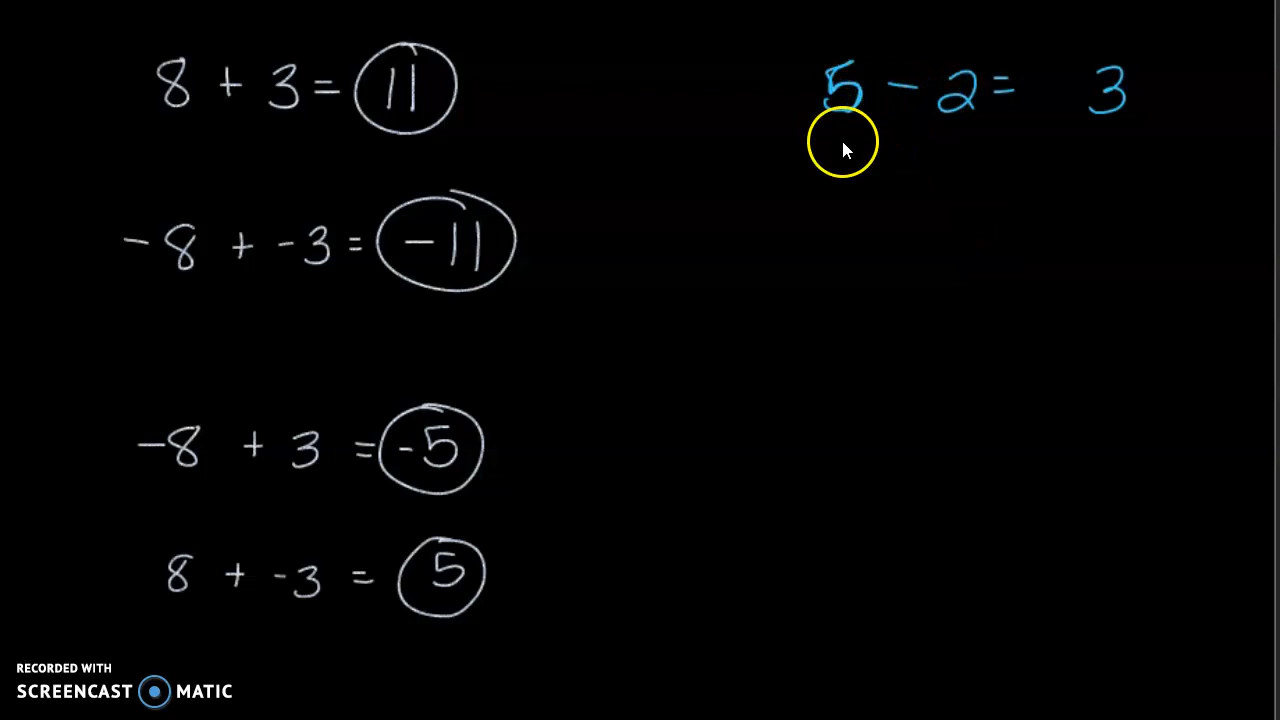 8 + 3 = 11
-8 + -3 = -11
-8 + 3 = -5
8 + -3 = 5
5 - 2 = 3
RECORDED WITH
SCREENCAST MATIC